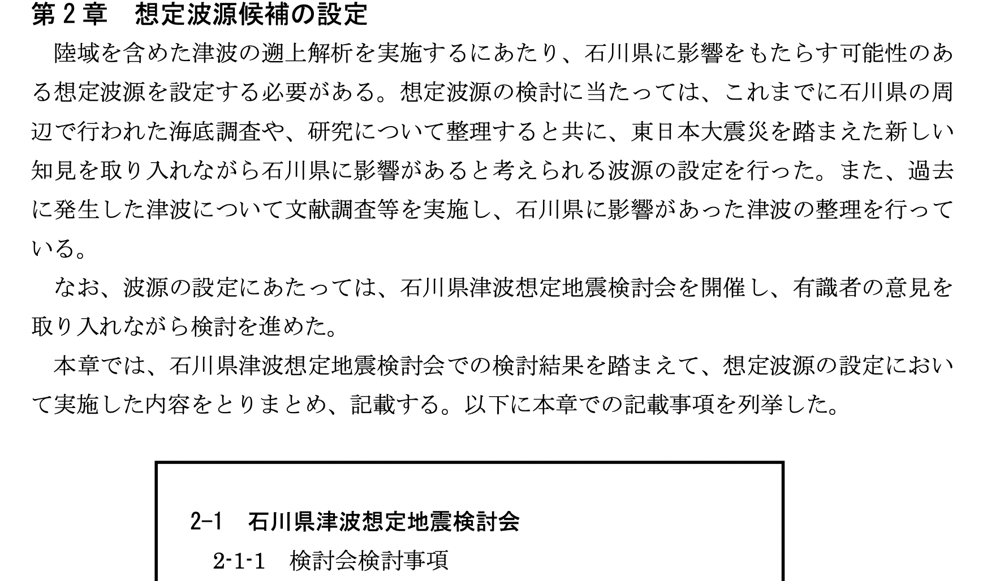 第２章　想定波源候補の設定
　陸域を含めた津波の遡上解析を実施するにあたり、石川県に影響をもたらす可能性のあ
る想定波源を設定する必要がある。想定波源の検討に当たっては、これまでに石川県の周
辺で行われた海底調査や、研究について整理すると共に、東日本大震災を踏まえた新しい
知見を取り入れながら石川県に影響があると考えられる波源の設定を行った。また、過去
に発生した津波について文献調査等を実施し、石川県に影響があった津波の整理を行って
いる。
　なお、波源の設定にあたっては、石川県津波想定地震検討会を開催し、有識者の意見を
取り入れながら検討を進めた。
　本章では、石川県津波想定地震検討会での検討結果を踏まえて、想定波源の設定におい
て実施した内容をとりまとめ、記載する。以下に本章での記載事項を列挙した。
2−1　石川県津波想定地震検討会
2-1-1　検討会検討事項